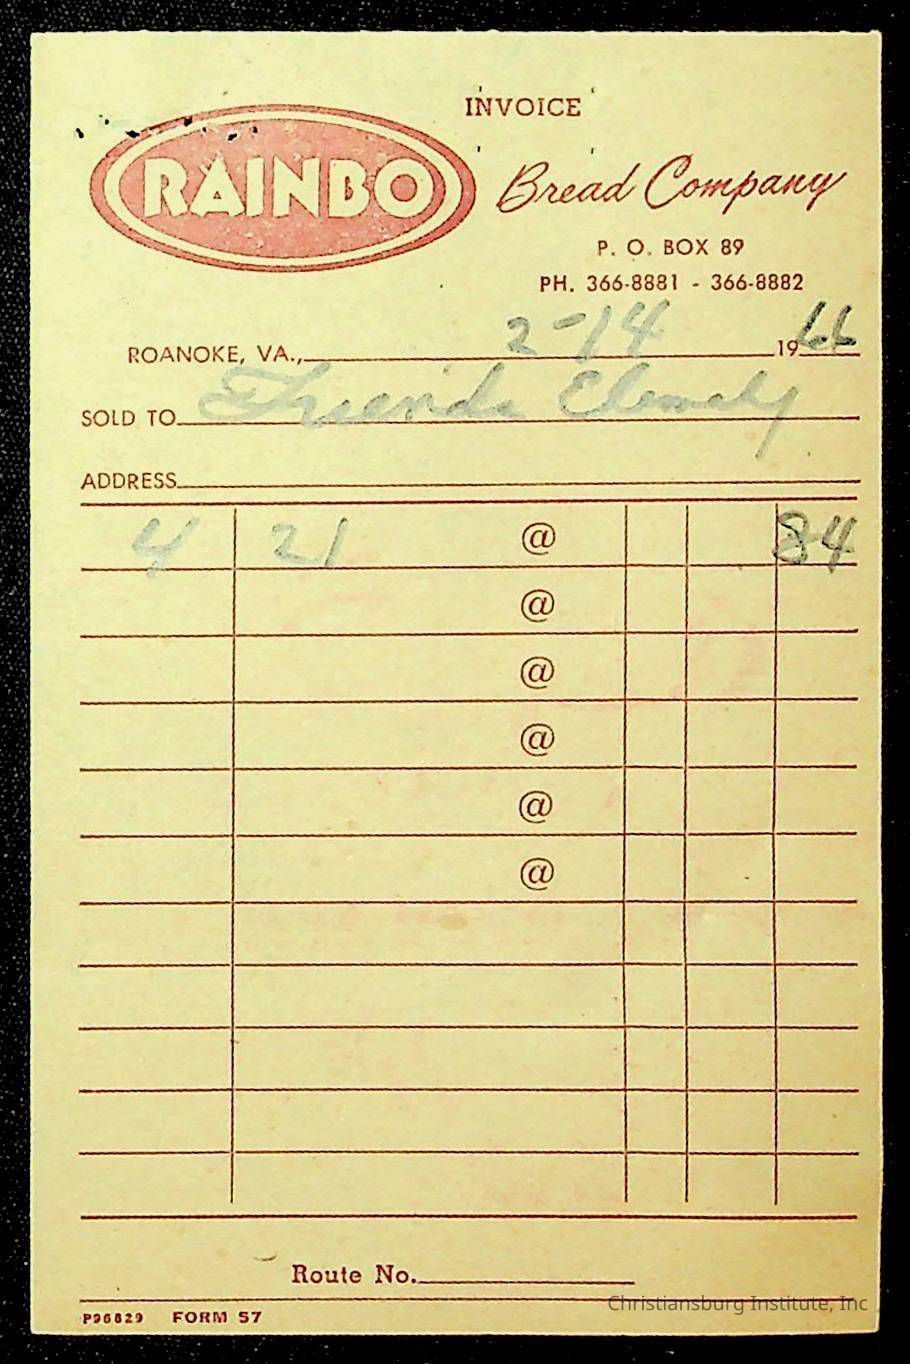 INVOICE
RAINBO
Bread Company
P. O. BOX 89
PH. 366-8881 - 366-8882
ROANOKE, VA., 2-14 1966
SOLD TO Friends
ADDRESS
4 21 @ 84
@
@
@
@
@
Route No.
P96829 FORM 57
Christiansburg Institute, Inc